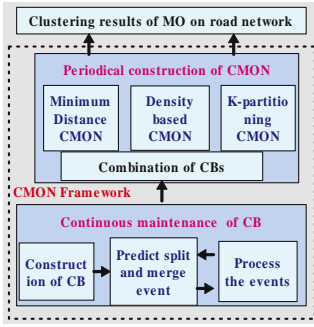 Clustering results of MO on road network
Periodical construction of CMON
Minimum
Distance
CMON
Density
based
CMON
K-partitio
ning
CMON
Combination of CBs
CMON Framework
Continuous maintenance of CB
Construct
ion of CB
Predict split
and merge
event
Process
the events